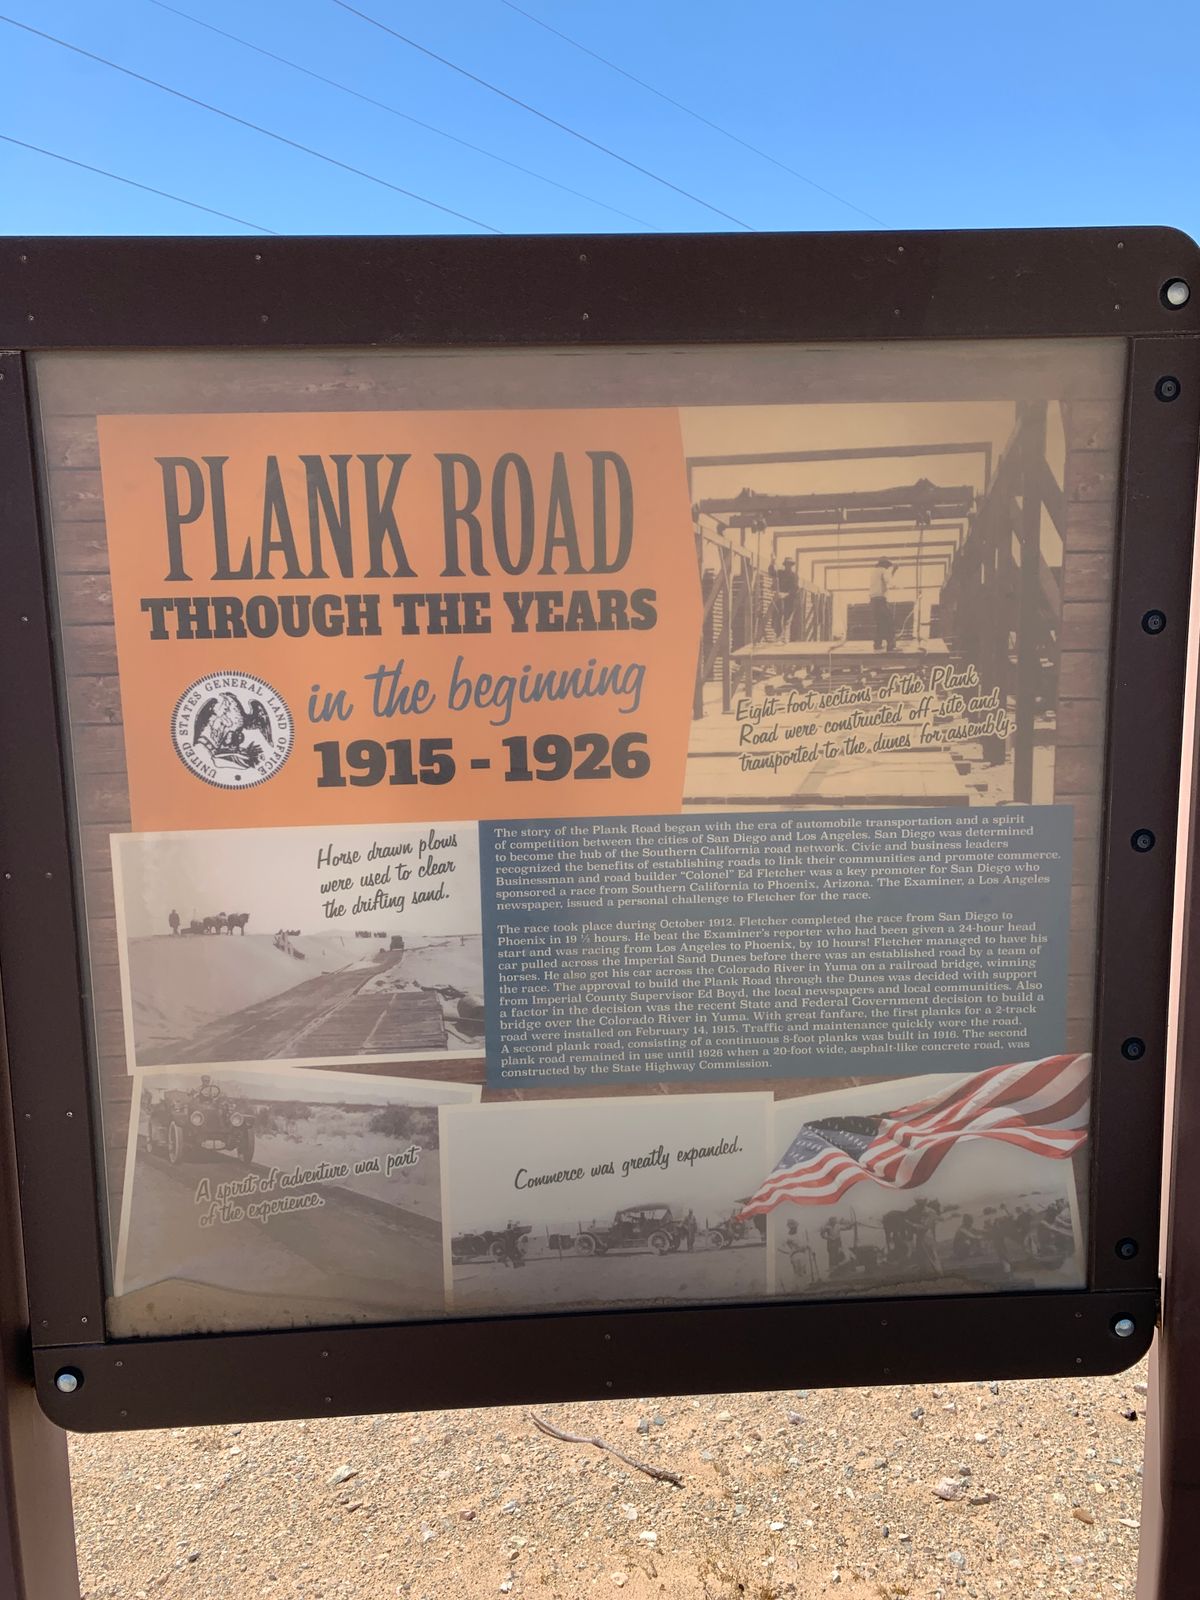 PLANK ROAD
THROUGH THE YEARS
in the beginning
1915 - 1926
UNITED STATES GENERAL LAND OFFICE
Eight-foot sections of the Plank
Road were constructed off-site and
transported to the dunes for assembly.
Horse drawn plows
were used to clear
the drifting sand.
The story of the Plank Road began with the era of automobile transportation and a spirit
of competition between the cities of San Diego and Los Angeles. San Diego was determined
to become the hub of the Southern California road network. Civic and business leaders
recognized the benefits of establishing roads to link their communities and promote commerce.
Businessman and road builder “Colonel” Ed Fletcher was a key promoter for San Diego who
sponsored a race from Southern California to Phoenix, Arizona. The Examiner, a Los Angeles
newspaper, issued a personal challenge to Fletcher for the race.
The race took place during October 1912. Fletcher completed the race from San Diego to
Phoenix in 19 ½ hours. He beat the Examiner's reporter who had been given a 24-hour head
start and was racing from Los Angeles to Phoenix, by 10 hours! Fletcher managed to have his
car pulled across the Imperial Sand Dunes before there was an established road by a team of
horses. He also got his car across the Colorado River in Yuma on a railroad bridge, winning
the race. The approval to build the Plank Road through the Dunes was decided with support
from Imperial County Supervisor Ed Boyd, the local newspapers and local communities. Also
a factor in the decision was the recent State and Federal Government decision to build a
bridge over the Colorado River in Yuma. With great fanfare, the first planks for a 2-track
road were installed on February 14, 1915. Traffic and maintenance quickly wore the road.
A second plank road, consisting of a continuous 8-foot planks was built in 1916. The second
plank road remained in use until 1926 when a 20-foot wide, asphalt-like concrete road, was
constructed by the State Highway Commission.
A spirit of adventure was part
of the experience.
Commerce was greatly expanded.